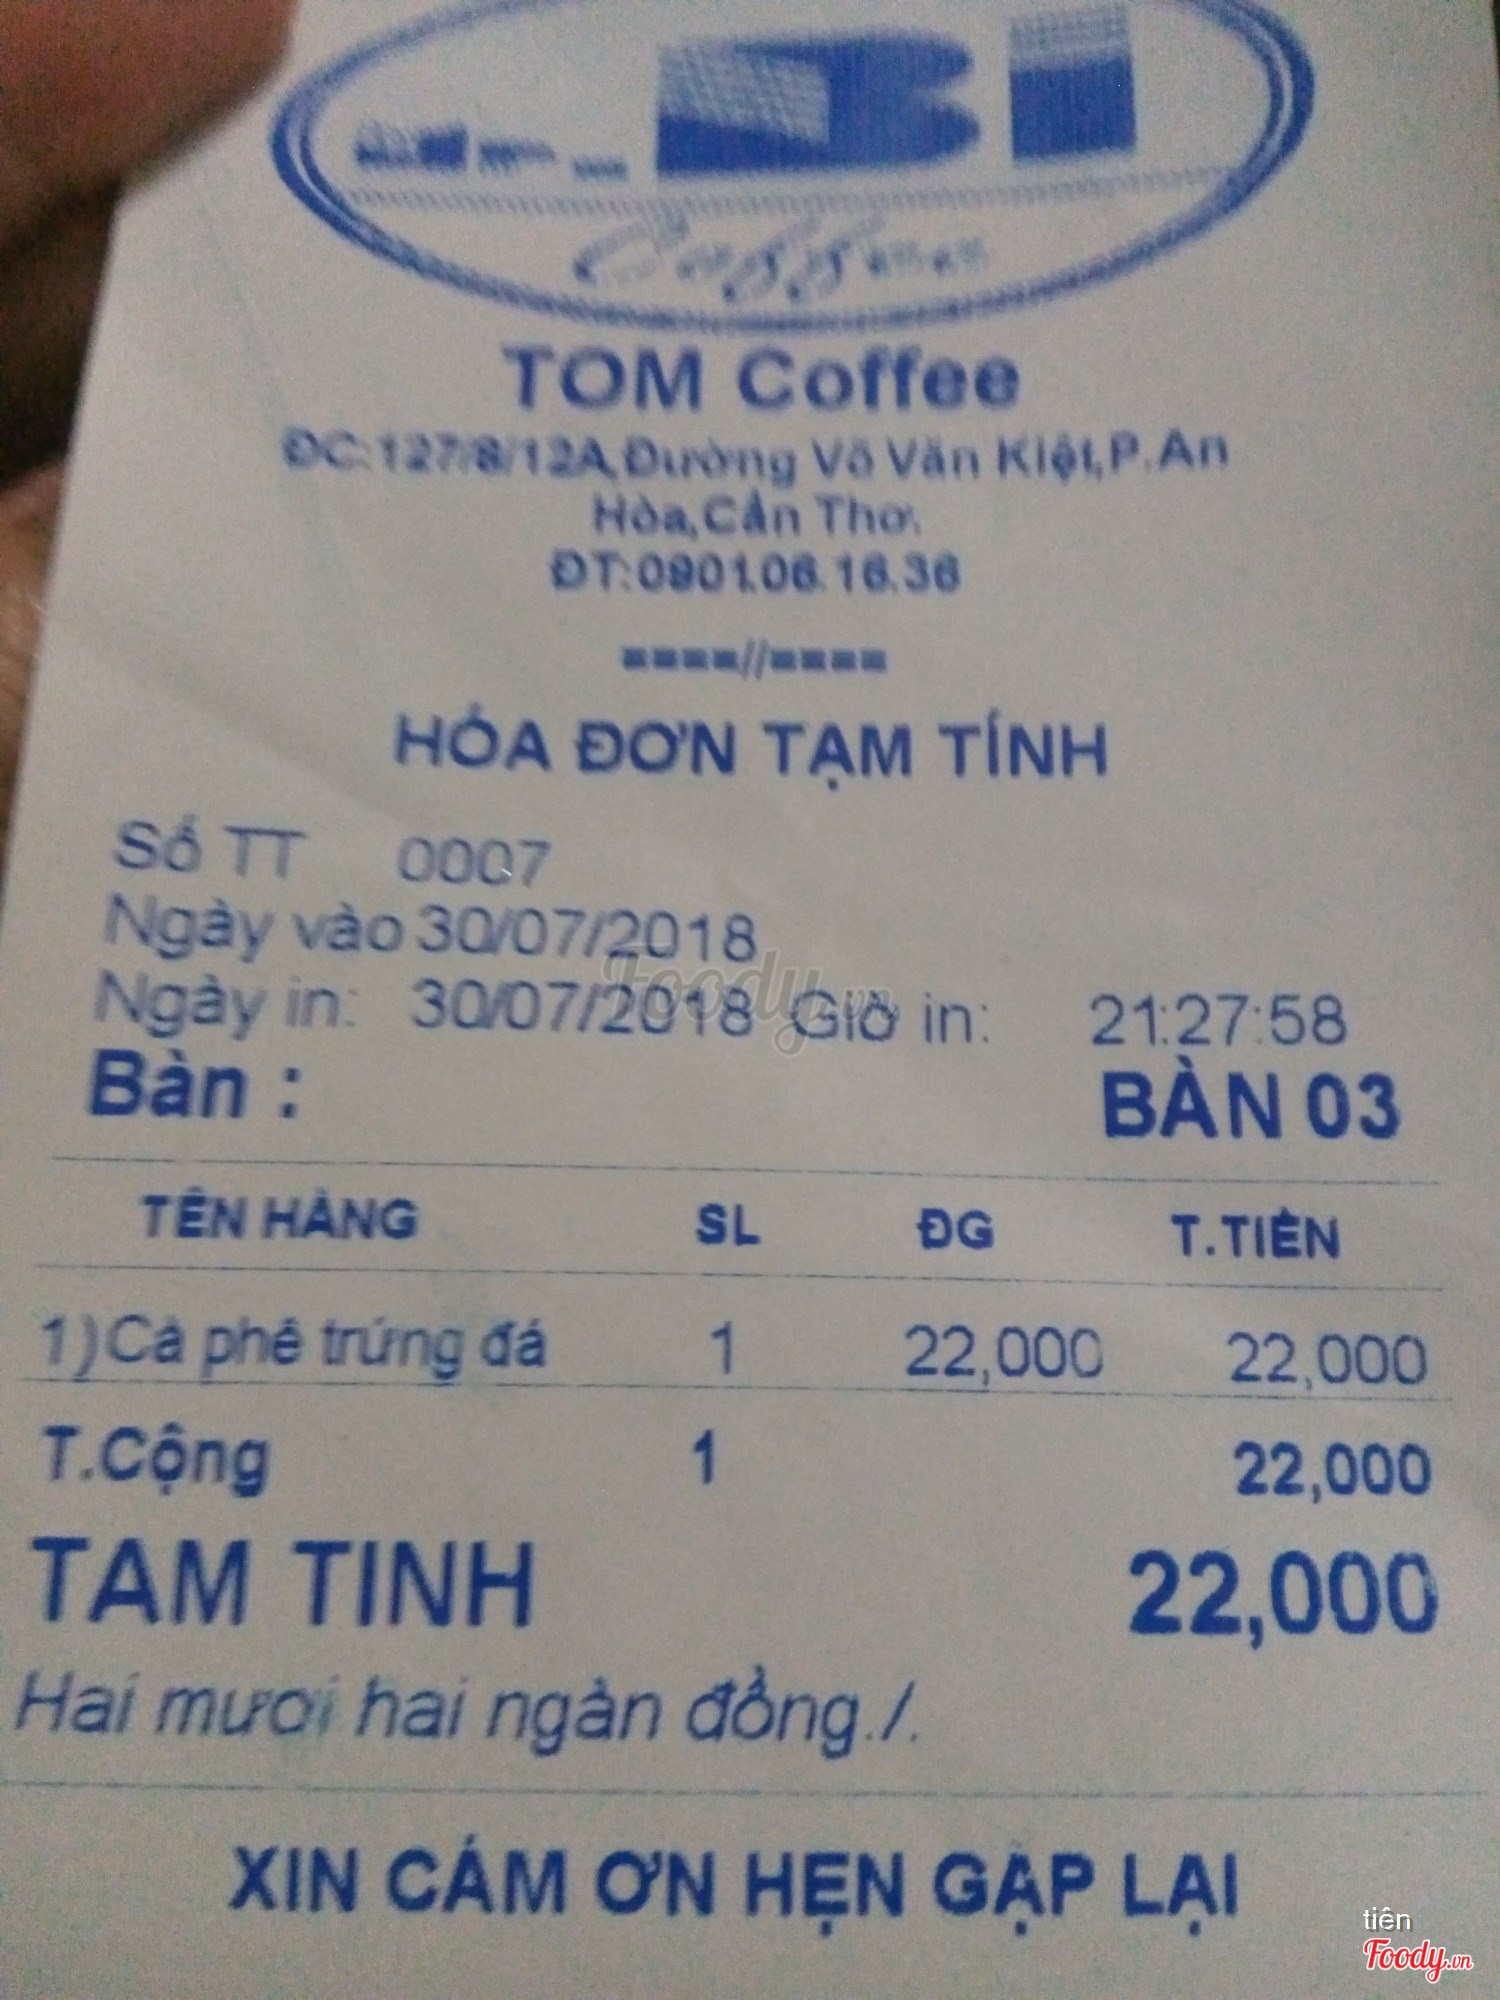 Coffee
TOM Coffee
ĐC:127/8/12A,Đường Võ Văn Kiệt,P.An
Hòa,Cần Thơ.
ĐT:0901.06.16.36
====//====
HÓA ĐƠN TẠM TÍNH
Số TT 0007
Ngày vào 30/07/2018
Ngày in: 30/07/2018 Giờ in: 21:27:58
Bàn : BÀN 03
TÊN HÀNG SL ĐG T.TIỀN
1)Cà phê trứng đá 1 22,000 22,000
T.Cộng 1 22,000
TAM TINH 22,000
Hai mươi hai ngàn đồng./.
XIN CÁM ƠN HẸN GẶP LẠI
Foody.vn
tiên
Foody.vn